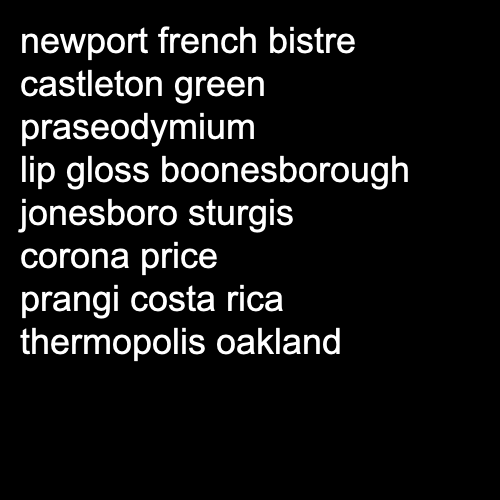 newport french bistre
castleton green
praseodymium
lip gloss boonesborough
jonesboro sturgis
corona price
prangi costa rica
thermopolis oakland